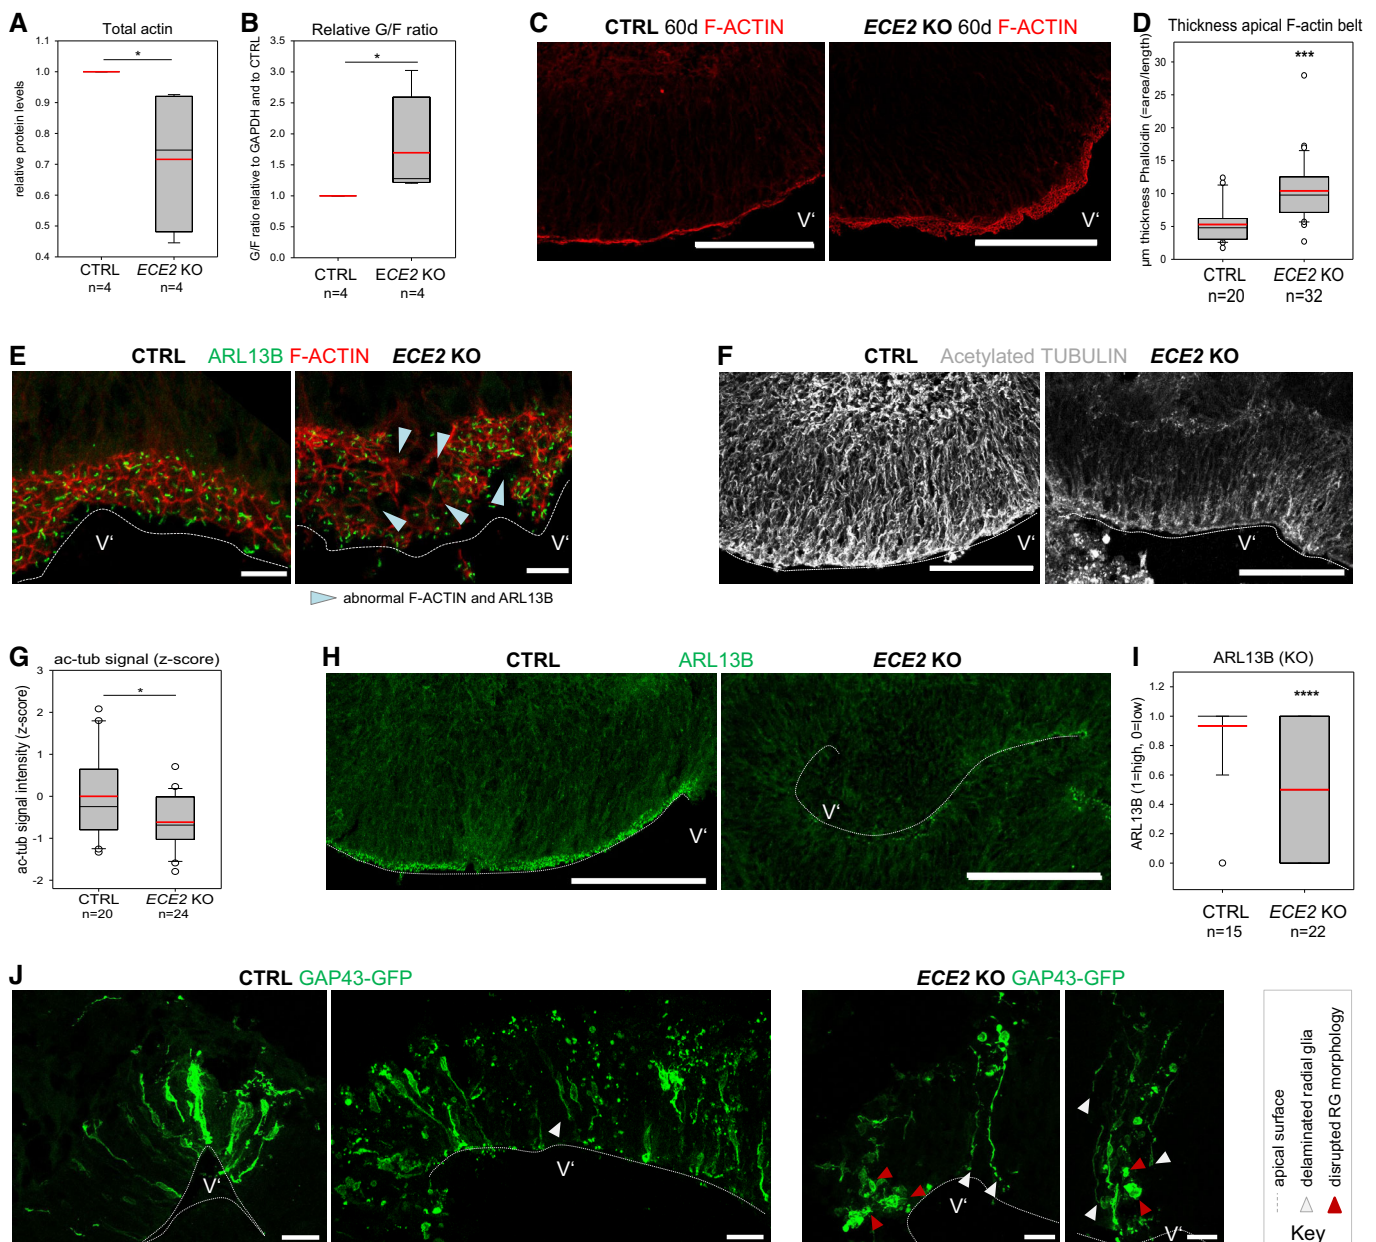 A
Total actin
*
relative protein levels
1.1
1.0
0.9
0.8
0.7
0.6
0.5
0.4
CTRL
n=4
ECE2 KO
n=4
B
Relative G/F ratio
*
G/F ratio relative to GAPDH and to CTRL
3.5
3.0
2.5
2.0
1.5
1.0
0.5
0.0
CTRL
n=4
ECE2 KO
n=4
C
CTRL 60d F-ACTIN
V'
ECE2 KO 60d F-ACTIN
V'
D
Thickness apical F-actin belt
***
µm thickness Phalloidin (=area/length)
30
25
20
15
10
5
0
CTRL
n=20
ECE2 KO
n=32
E
CTRL ARL13B F-ACTIN ECE2 KO
V'
V'
abnormal F-ACTIN and ARL13B
F
CTRL Acetylated TUBULIN ECE2 KO
V'
V'
G
ac-tub signal (z-score)
*
ac-tub signal intensity (z-score)
3
2
1
0
-1
-2
CTRL
n=20
ECE2 KO
n=24
H
CTRL ARL13B ECE2 KO
V'
V'
I
ARL13B (KO)
****
ARL13B (1=high, 0=low)
1.2
1.0
0.8
0.6
0.4
0.2
0.0
CTRL
n=15
ECE2 KO
n=22
J
CTRL GAP43-GFP
V'
V'
ECE2 KO GAP43-GFP
V'
V'
Key
apical surface
delaminated radial glia
disrupted RG morphology